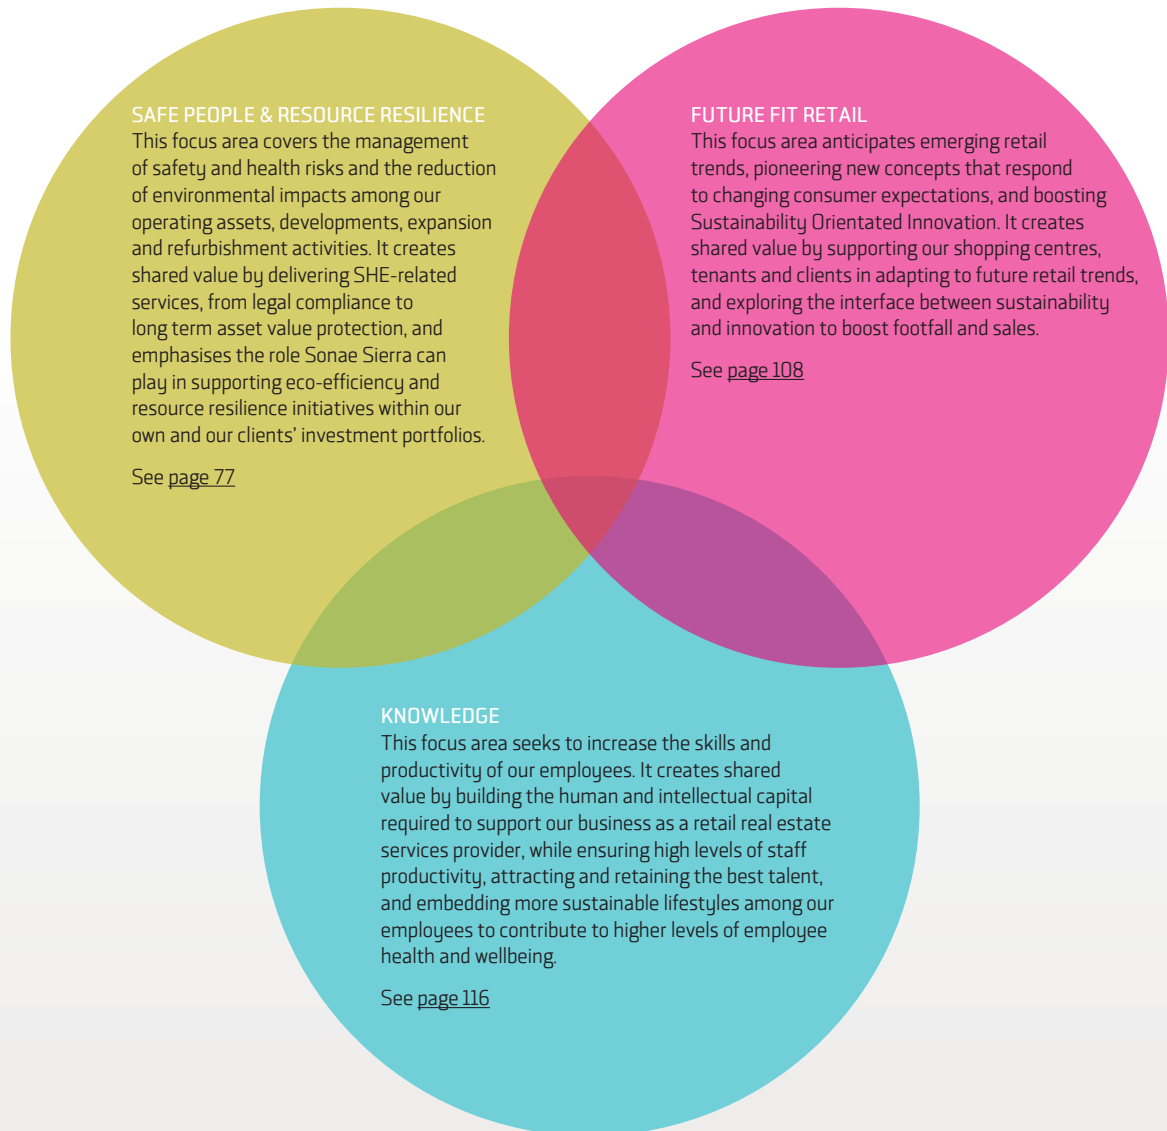 SAFE PEOPLE & RESOURCE RESILIENCE
This focus area covers the management
of safety and health risks and the reduction
of environmental impacts among our
operating assets, developments, expansion
and refurbishment activities. It creates
shared value by delivering SHE-related
services, from legal compliance to
long term asset value protection, and
emphasises the role Sonae Sierra can
play in supporting eco-efficiency and
resource resilience initiatives within our
own and our clients’ investment portfolios.
See page 77
FUTURE FIT RETAIL
This focus area anticipates emerging retail
trends, pioneering new concepts that respond
to changing consumer expectations, and boosting
Sustainability Orientated Innovation. It creates
shared value by supporting our shopping centres,
tenants and clients in adapting to future retail trends,
and exploring the interface between sustainability
and innovation to boost footfall and sales.
See page 108
KNOWLEDGE
This focus area seeks to increase the skills and
productivity of our employees. It creates shared
value by building the human and intellectual capital
required to support our business as a retail real estate
services provider, while ensuring high levels of staff
productivity, attracting and retaining the best talent,
and embedding more sustainable lifestyles among our
employees to contribute to higher levels of employee
health and wellbeing.
See page 116